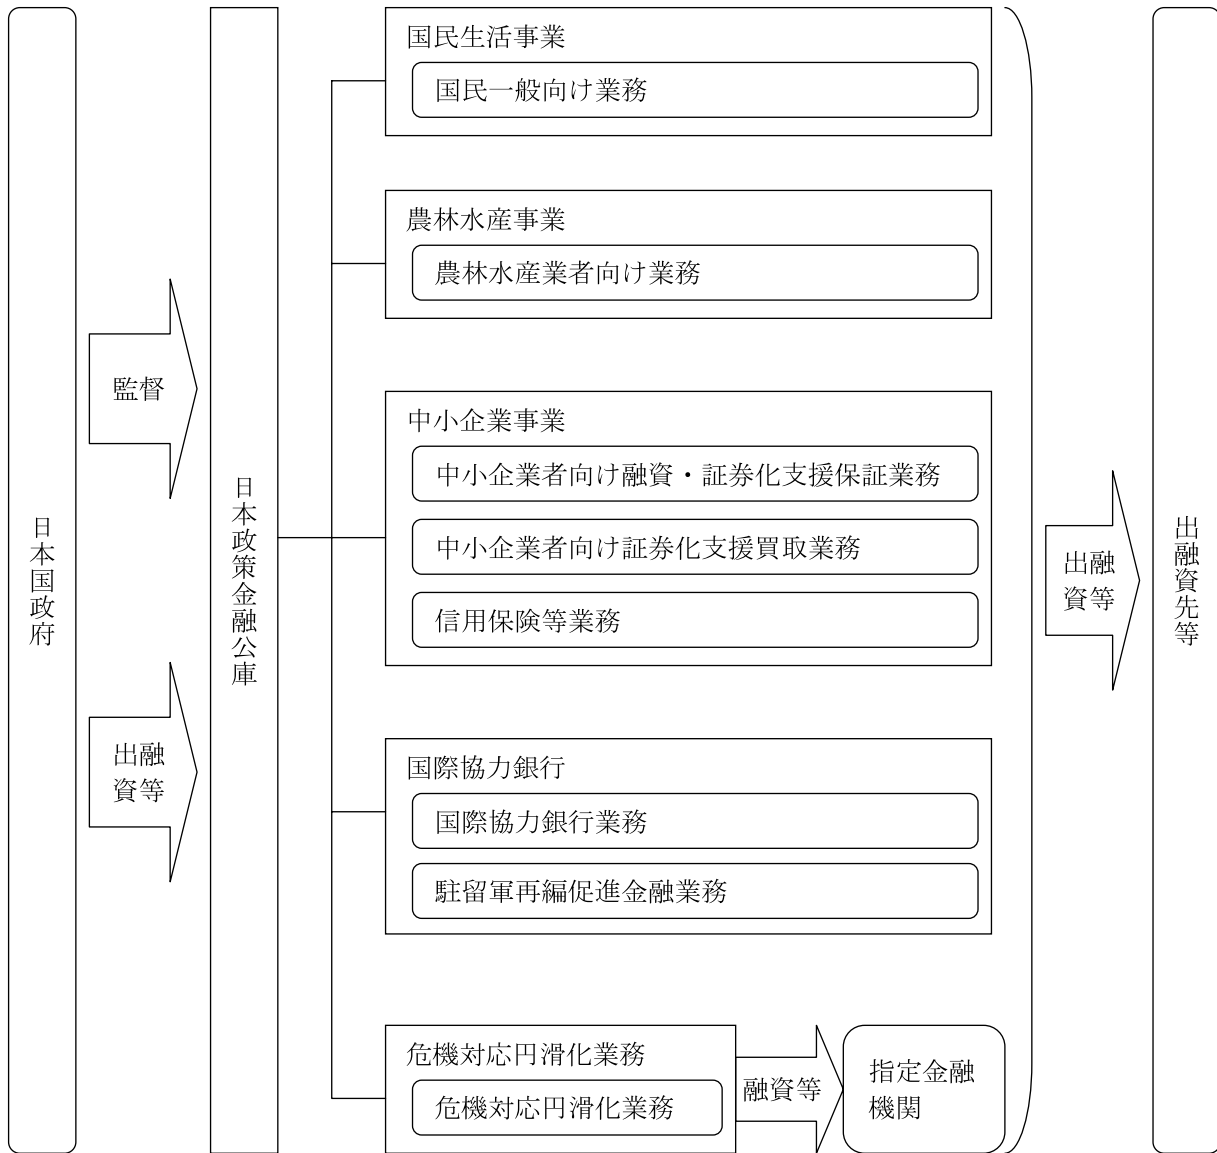 日本国政府
監督
出融
資等
日本政策金融公庫
国民生活事業
国民一般向け業務
農林水産事業
農林水産業者向け業務
中小企業事業
中小企業者向け融資・証券化支援保証業務
中小企業者向け証券化支援買取業務
信用保険等業務
国際協力銀行
国際協力銀行業務
駐留軍再編促進金融業務
危機対応円滑化業務
危機対応円滑化業務
融資等
指定金融
機関
出融
資等
出融資先等